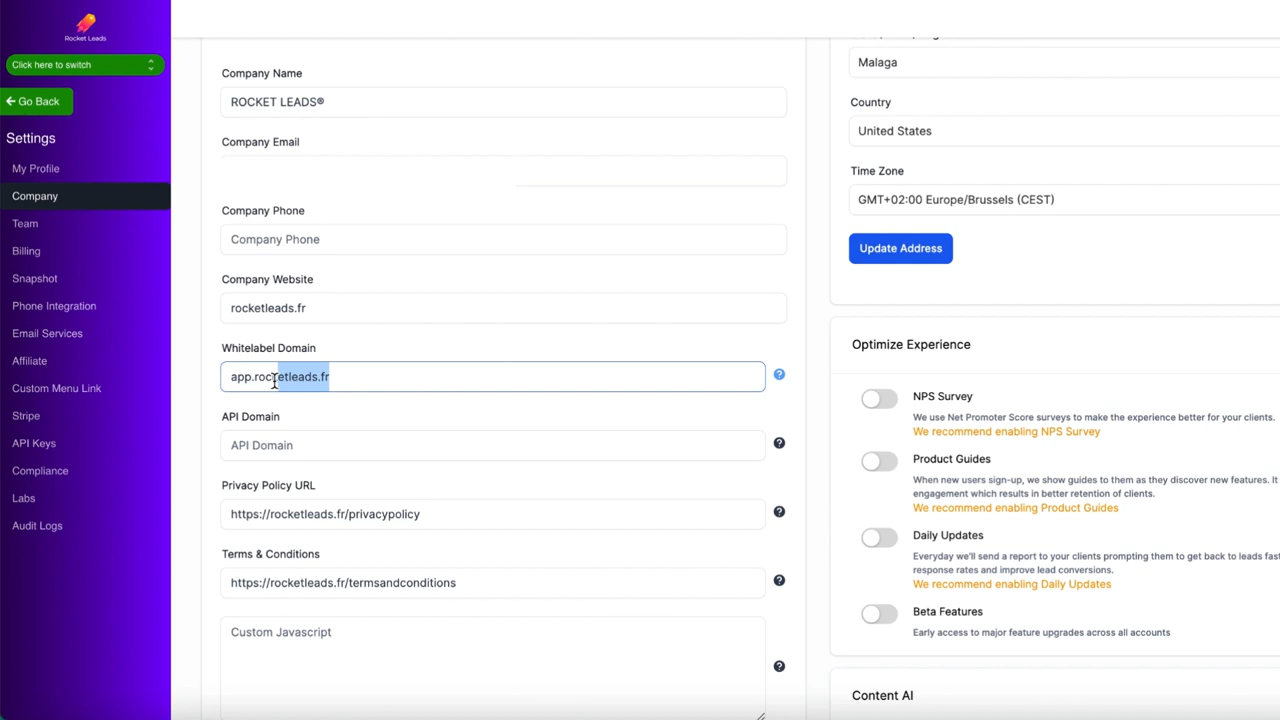 Rocket Leads
Click here to switch
Go Back
Settings
My Profile
Company
Team
Billing
Snapshot
Phone Integration
Email Services
Affiliate
Custom Menu Link
Stripe
API Keys
Compliance
Labs
Audit Logs
Company Name
ROCKET LEADS®
Company Email
Company Phone
Company Phone
Company Website
rocketleads.fr
Whitelabel Domain
app.rocketleads.fr
API Domain
API Domain
Privacy Policy URL
https://rocketleads.fr/privacypolicy
Terms & Conditions
https://rocketleads.fr/termsandconditions
Custom Javascript
Malaga
Country
United States
Time Zone
GMT+02:00 Europe/Brussels (CEST)
Update Address
Optimize Experience
NPS Survey
We use Net Promoter Score surveys to make the experience better for your clients.
We recommend enabling NPS Survey
Product Guides
When new users sign-up, we show guides to them as they discover new features. It
engagement which results in better retention of clients.
We recommend enabling Product Guides
Daily Updates
Everyday we'll send a report to your clients prompting them to get back to leads fast
response rates and improve lead conversions.
We recommend enabling Daily Updates
Beta Features
Early access to major feature upgrades across all accounts
Content AI